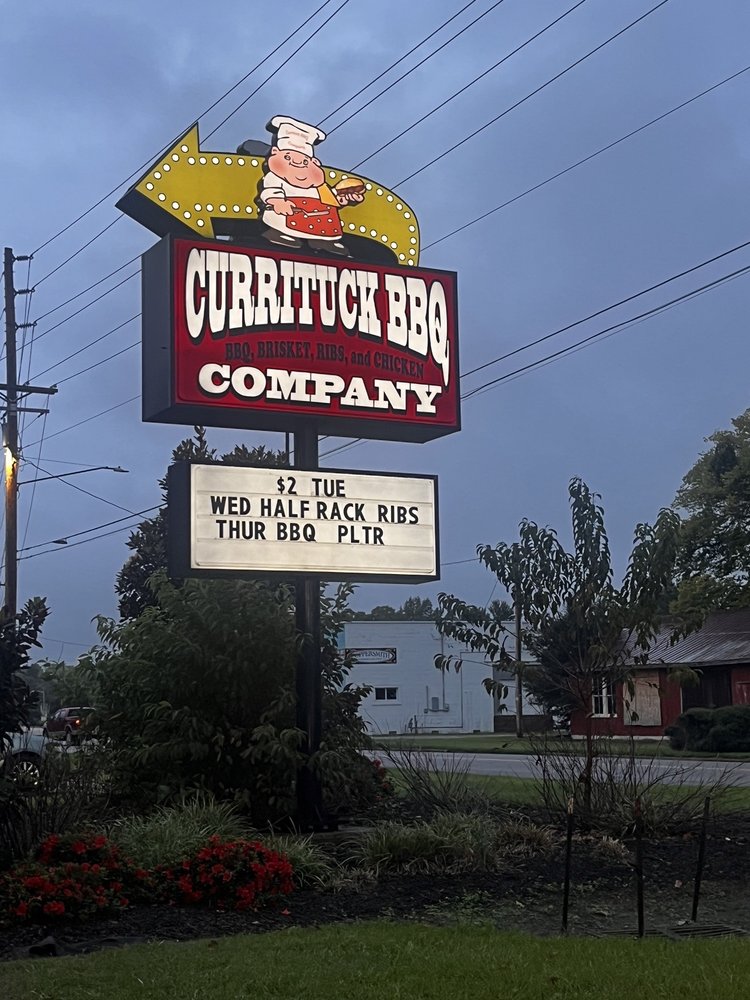 CURRITUCK BBQ
BBQ, BRISKET, RIBS, and CHICKEN
COMPANY
$2 TUE
WED HALF RACK RIBS
THUR BBQ PLTR